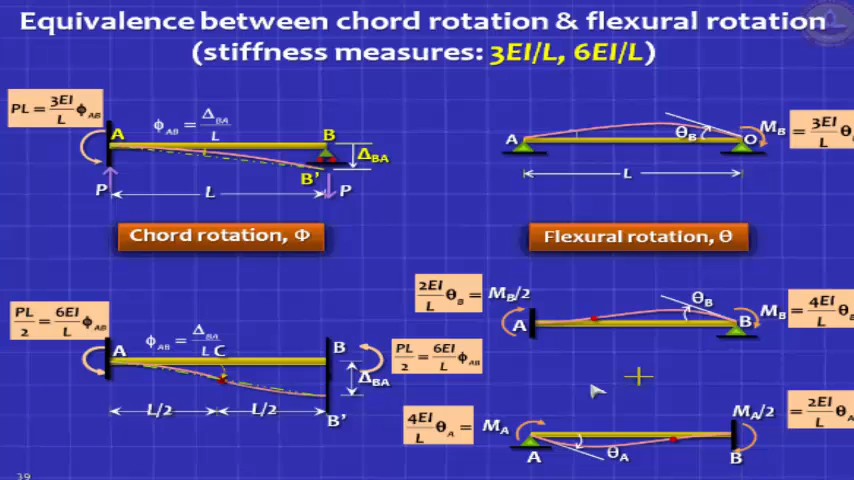 Equivalence between chord rotation & flexural rotation
(stiffness measures: 3EI/L, 6EI/L)
PL = 3EI/L ϕAB
A
ϕAB = ΔBA/L
B
ΔBA
B'
P
P
L
A
θB
O
MB = 3EI/L θ
L
Chord rotation, Φ
Flexural rotation, θ
PL/2 = 6EI/L ϕAB
A
ϕAB = ΔBA/L
C
B
PL/2 = 6EI/L ϕAB
ΔBA
L/2
L/2
B'
2EI/L θB = MB/2
A
θB
B
MB = 4EI/L θB
4EI/L θA = MA
A
θA
MA/2 = 2EI/L θA
B
39